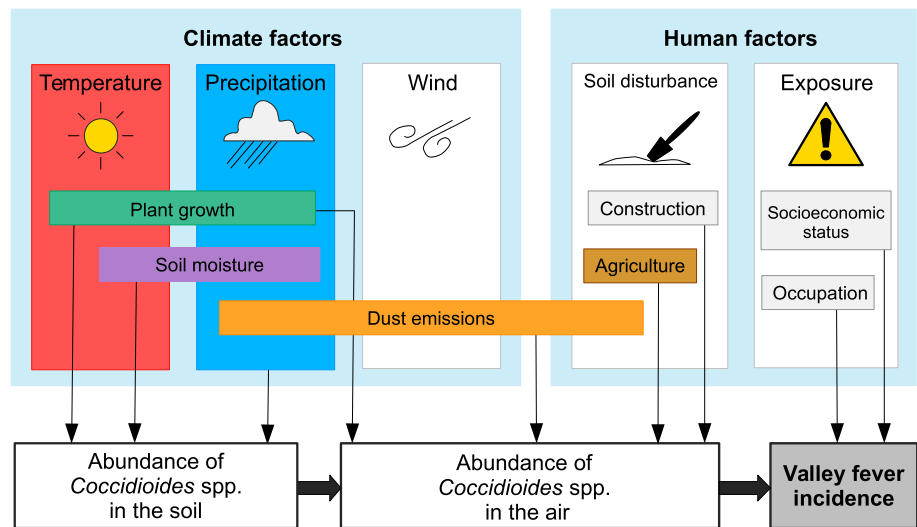 Climate factors
Human factors
Temperature
Precipitation
Wind
Soil disturbance
Exposure
Plant growth
Construction
Socioeconomic
status
Soil moisture
Agriculture
Occupation
Dust emissions
Abundance of
Coccidioides spp.
in the soil
Abundance of
Coccidioides spp.
in the air
Valley fever
incidence